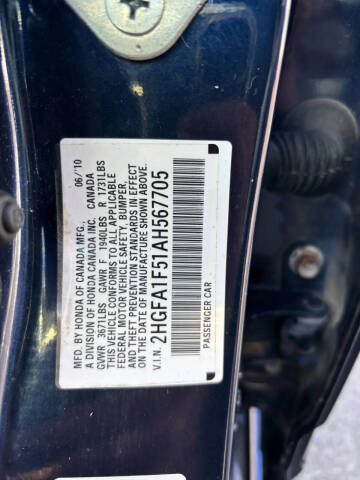 MFD. BY HONDA OF CANADA MFG., 06/'10
A DIVISION OF HONDA CANADA INC. CANADA
GVWR 3671LBS GAWR F 1940LBS R 1731LBS
THIS VEHICLE CONFORMS TO ALL APPLICABLE
FEDERAL MOTOR VEHICLE SAFETY, BUMPER,
AND THEFT PREVENTION STANDARDS IN EFFECT ON THE
DATE OF MANUFACTURE SHOWN ABOVE.
V.I.N. 2HGFA1F51AH567705
PASSENGER CAR